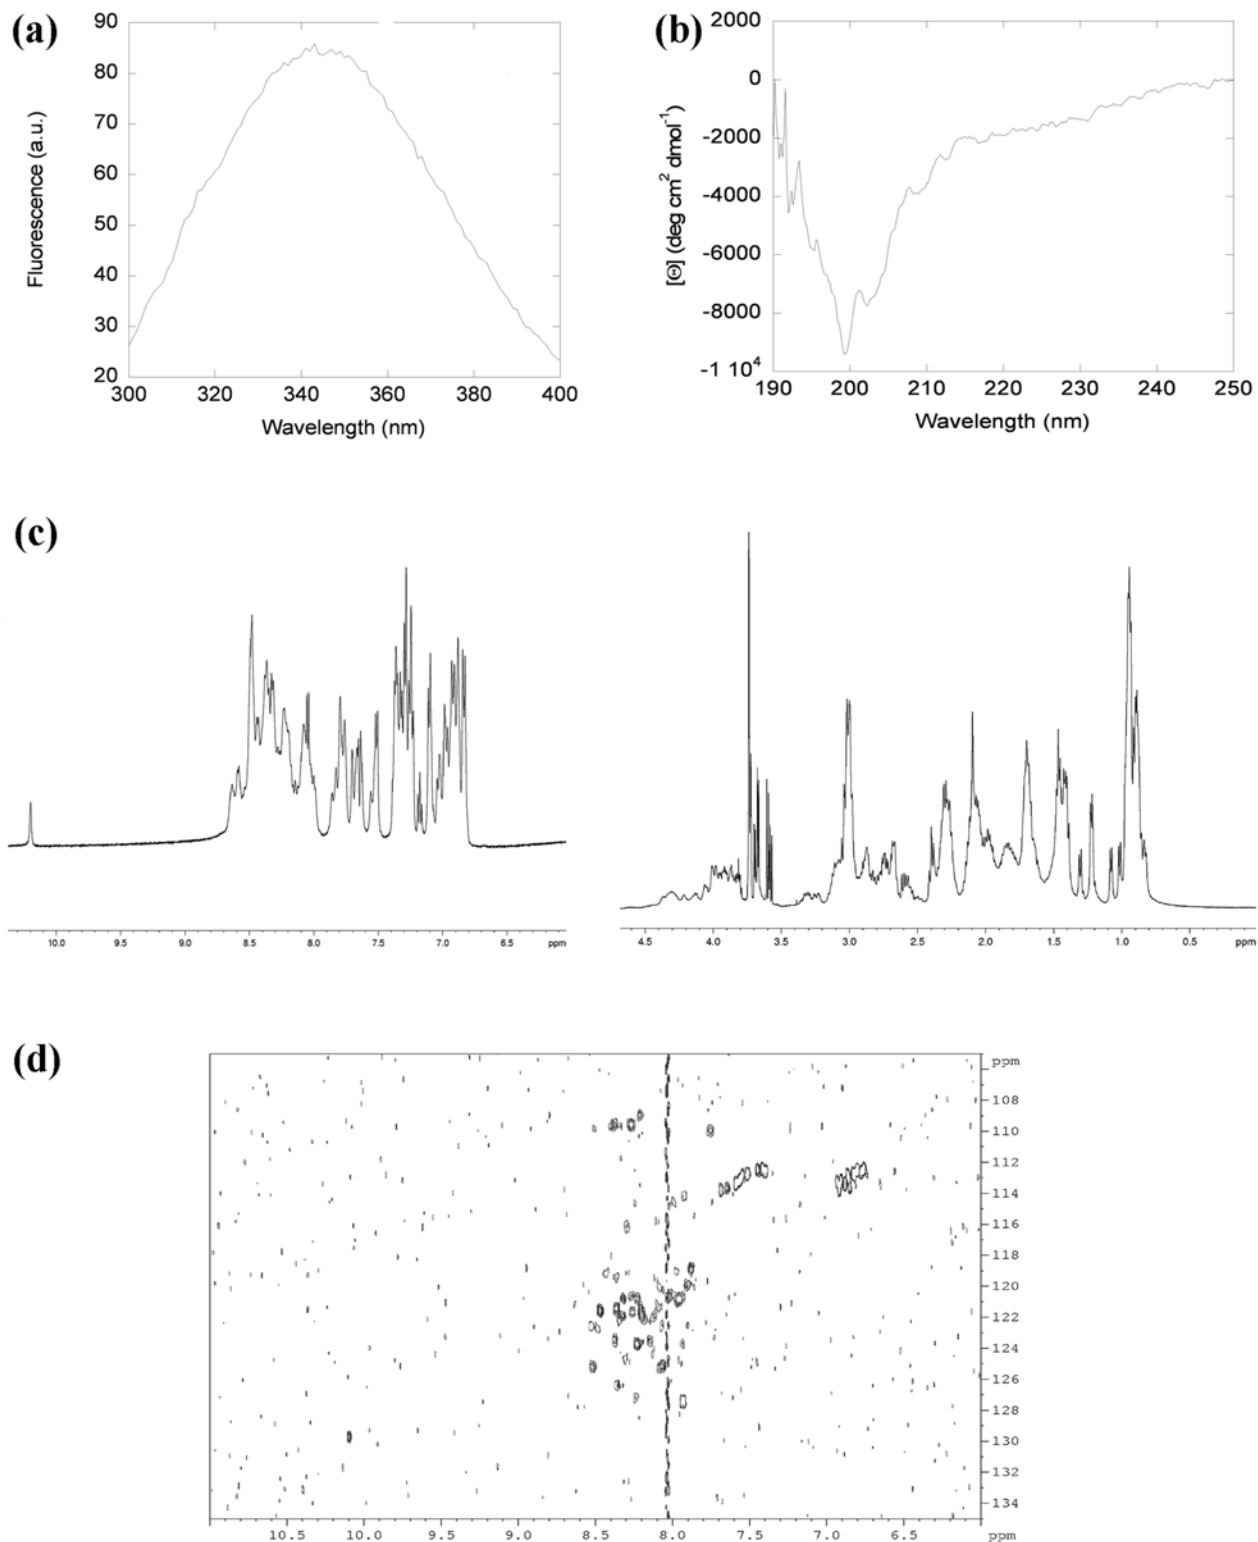 (a)
90
80
70
60
50
40
30
20
Fluorescence (a.u.)
300 320 340 360 380 400
Wavelength (nm)
(b)
2000
0
-2000
-4000
-6000
-8000
-1 10⁴
[Θ] (deg cm² dmol⁻¹)
190 200 210 220 230 240 250
Wavelength (nm)
(c)
10.0 9.5 9.0 8.5 8.0 7.5 7.0 6.5 ppm
4.5 4.0 3.5 3.0 2.5 2.0 1.5 1.0 0.5 ppm
(d)
ppm
108
110
112
114
116
118
120
122
124
126
128
130
132
134
10.5 10.0 9.5 9.0 8.5 8.0 7.5 7.0 6.5 ppm